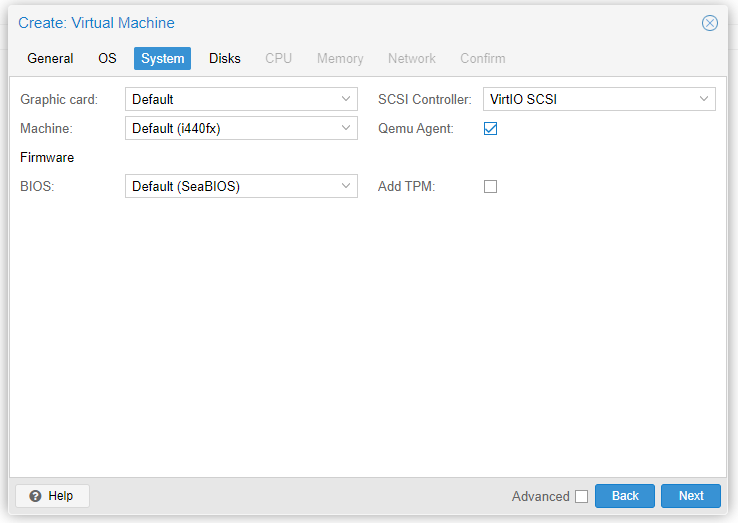 Create: Virtual Machine
General OS System Disks CPU Memory Network Confirm
Graphic card: Default SCSI Controller: VirtIO SCSI
Machine: Default (i440fx) Qemu Agent:
Firmware
BIOS: Default (SeaBIOS) Add TPM:
Help Advanced Back Next